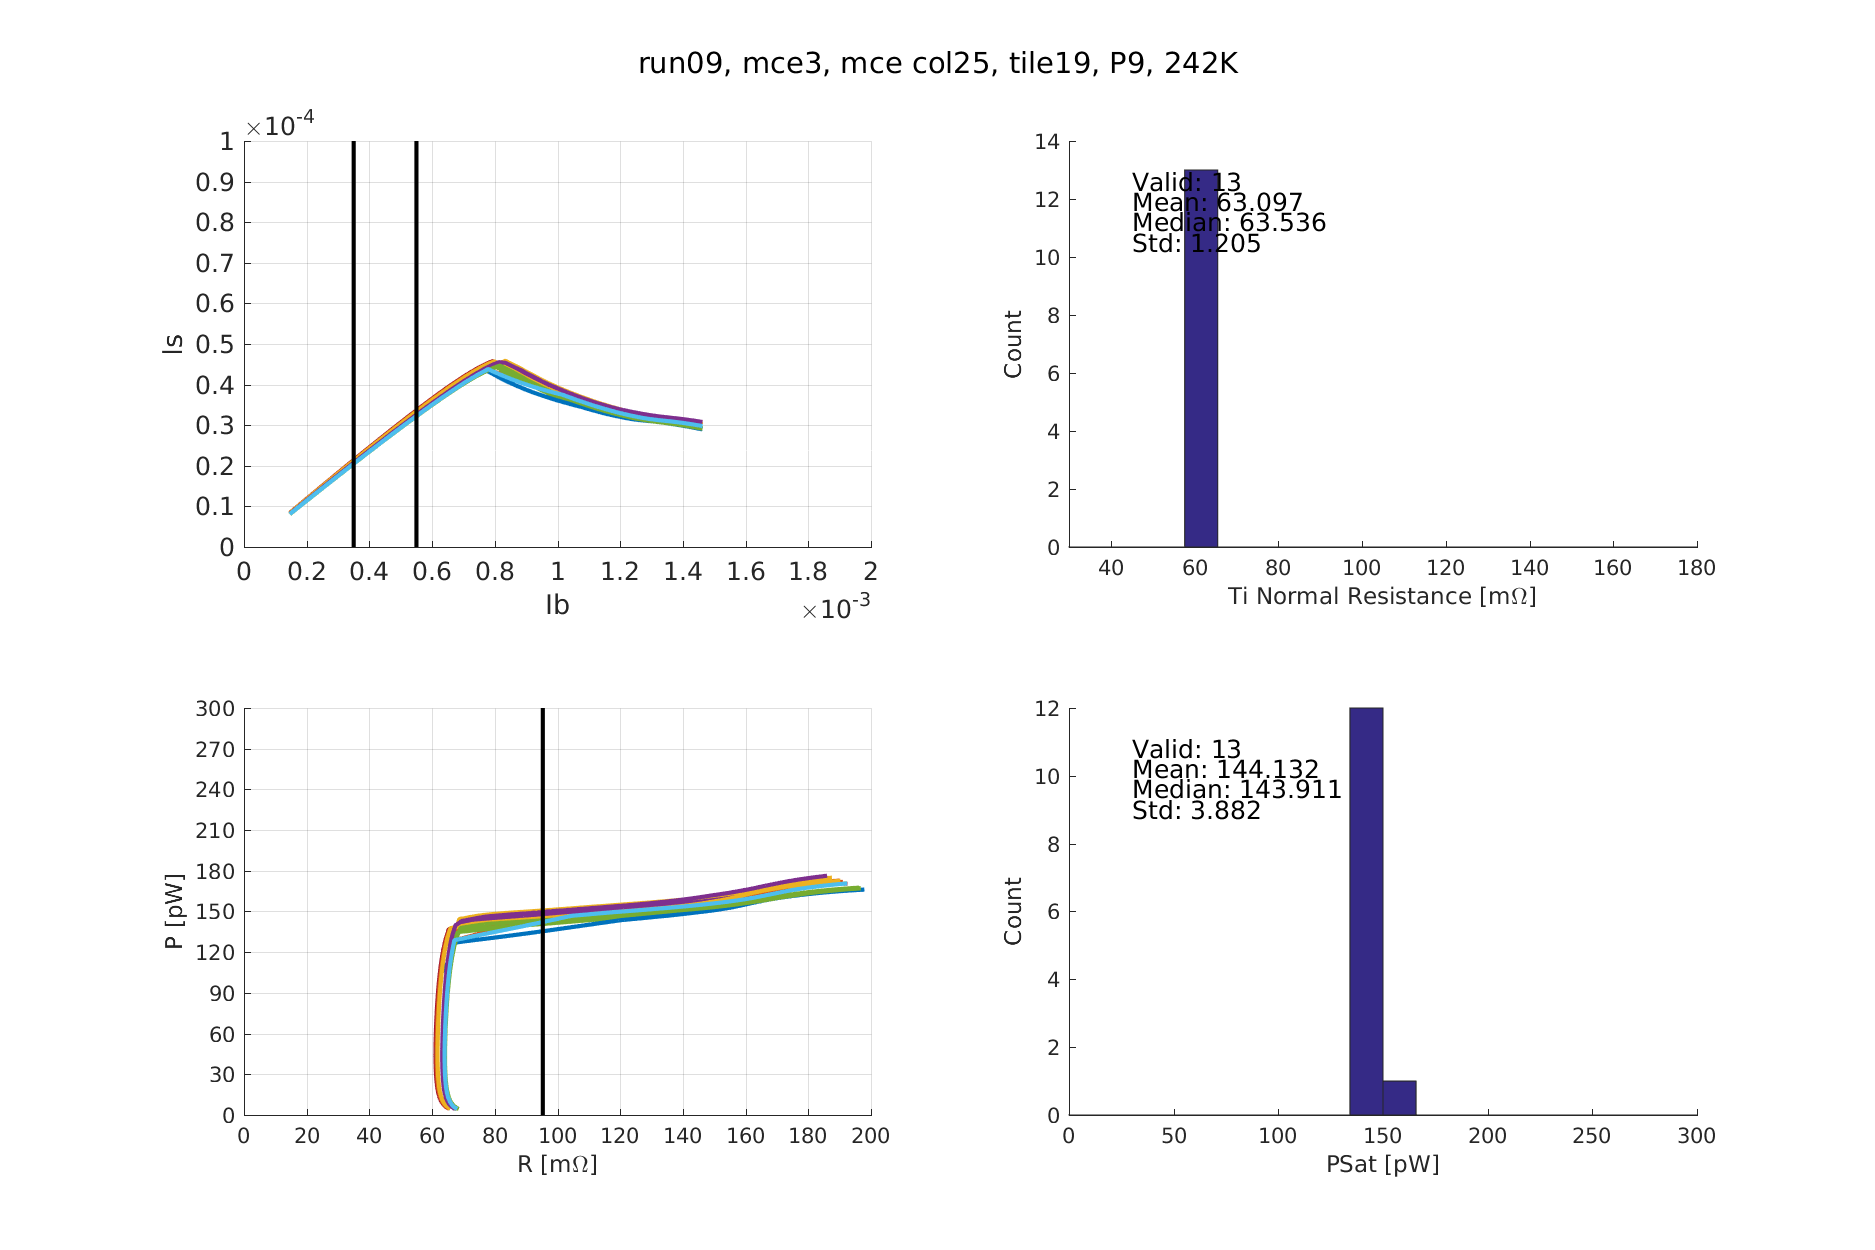 run09, mce3, mce col25, tile19, P9, 242K
×10-4
1
0.9
0.8
0.7
0.6
0.5
0.4
0.3
0.2
0.1
0
Is
0 0.2 0.4 0.6 0.8 1 1.2 1.4 1.6 1.8 2
Ib
×10-3
14
12
10
8
6
4
2
0
Count
Valid: 13
Mean: 63.097
Median: 63.536
Std: 1.205
40 60 80 100 120 140 160 180
Ti Normal Resistance [mΩ]
300
270
240
210
180
150
120
90
60
30
0
P [pW]
0 20 40 60 80 100 120 140 160 180 200
R [mΩ]
12
10
8
6
4
2
0
Count
Valid: 13
Mean: 144.132
Median: 143.911
Std: 3.882
0 50 100 150 200 250 300
PSat [pW]